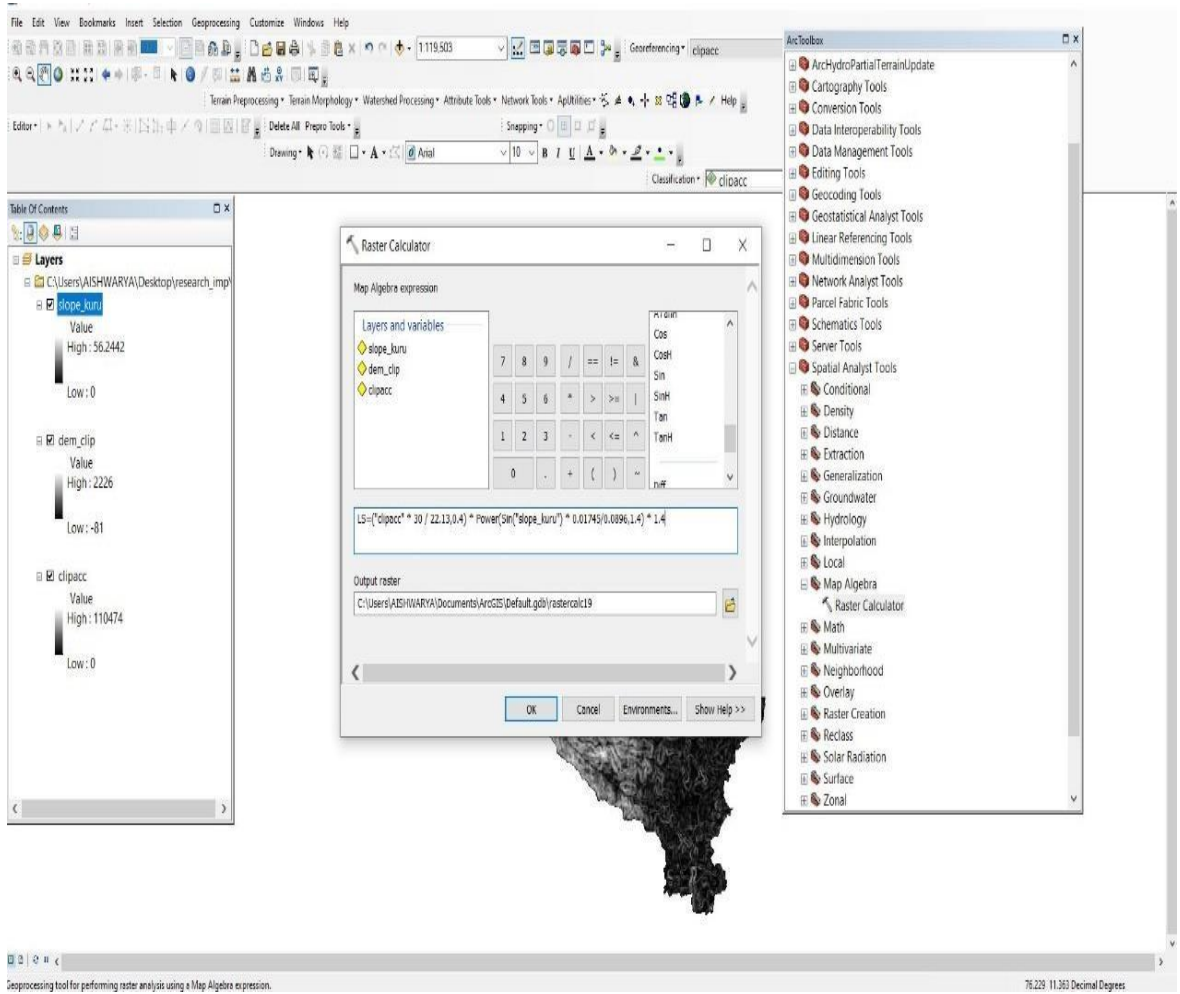 File Edit View Bookmarks Insert Selection Geoprocessing Customize Windows Help
1:119.503
Georeferencing
clipacc
Terrain Preprocessing Terrain Morphology Watershed Processing Attribute Tools Network Tools ApUtilities Help
Editor
Delete All Prepro Tools
Snapping
Drawing
A
Arial
10
B I U A
Classification
clipacc
Table Of Contents
Layers
C:\Users\AISHWARYA\Desktop\research_imp\
slope_kuru
Value
High : 56.2442
Low : 0
dem_clip
Value
High : 2226
Low : -81
clipacc
Value
High : 110474
Low : 0
Raster Calculator
Map Algebra expression
Layers and variables
slope_kuru
dem_clip
clipacc
7 8 9 / == != &
4 5 6 * > >= |
1 2 3 - < <= ^
0 . + ( ) ~
Cos
CosH
Sin
SinH
Tan
TanH
LS=("clipacc" * 30 / 22.13,0.4) * Power(Sin("slope_kuru") * 0.01745/0.0896,1.4) * 1.4
Output raster
C:\Users\AISHWARYA\Documents\ArcGIS\Default.gdb\rastercalc19
OK
Cancel
Environments...
Show Help >>
ArcToolbox
ArcHydroPartialTerrainUpdate
Cartography Tools
Conversion Tools
Data Interoperability Tools
Data Management Tools
Editing Tools
Geocoding Tools
Geostatistical Analyst Tools
Linear Referencing Tools
Multidimension Tools
Network Analyst Tools
Parcel Fabric Tools
Schematics Tools
Server Tools
Spatial Analyst Tools
Conditional
Density
Distance
Extraction
Generalization
Groundwater
Hydrology
Interpolation
Local
Map Algebra
Raster Calculator
Math
Multivariate
Neighborhood
Overlay
Raster Creation
Reclass
Solar Radiation
Surface
Zonal
Geoprocessing tool for performing raster analysis using a Map Algebra expression.
76.229 11.363 Decimal Degrees